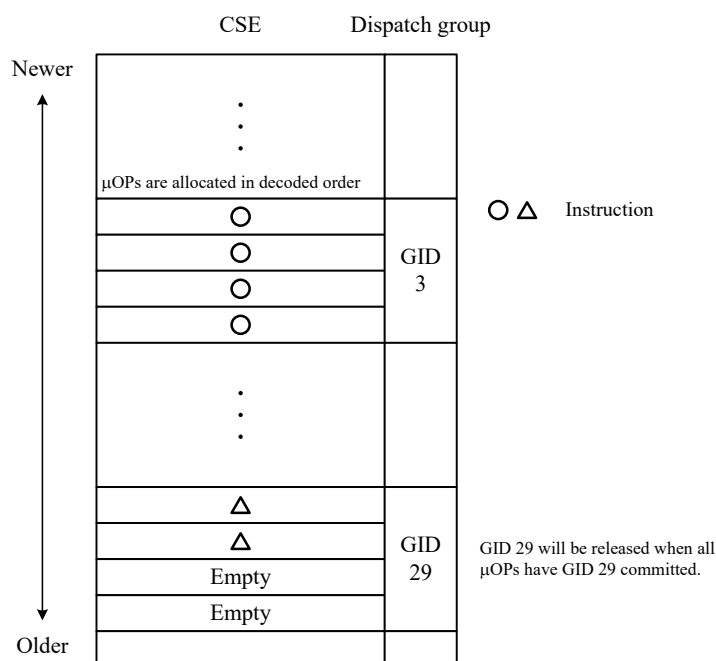 CSE
Dispatch group
Newer
μOPs are allocated in decoded order
Instruction
GID
3
GID
29
Empty
Empty
GID 29 will be released when all
μOPs have GID 29 committed.
Older